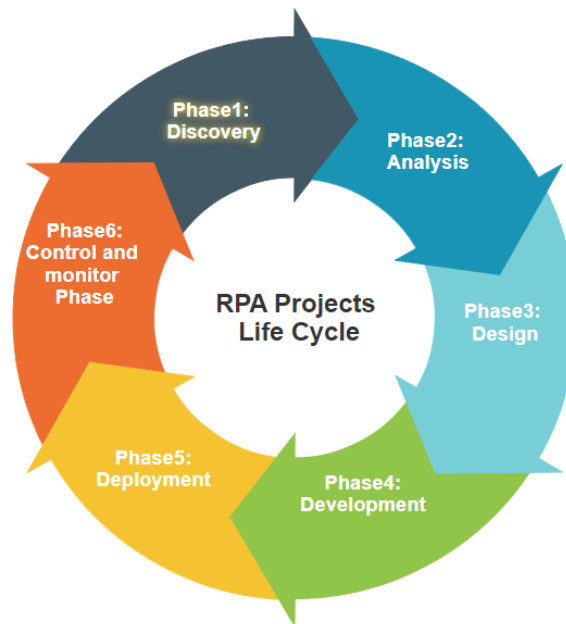 Phase1:
Discovery
Phase2:
Analysis
Phase3:
Design
Phase4:
Development
Phase5:
Deployment
Phase6:
Control and
monitor
Phase
RPA Projects
Life Cycle